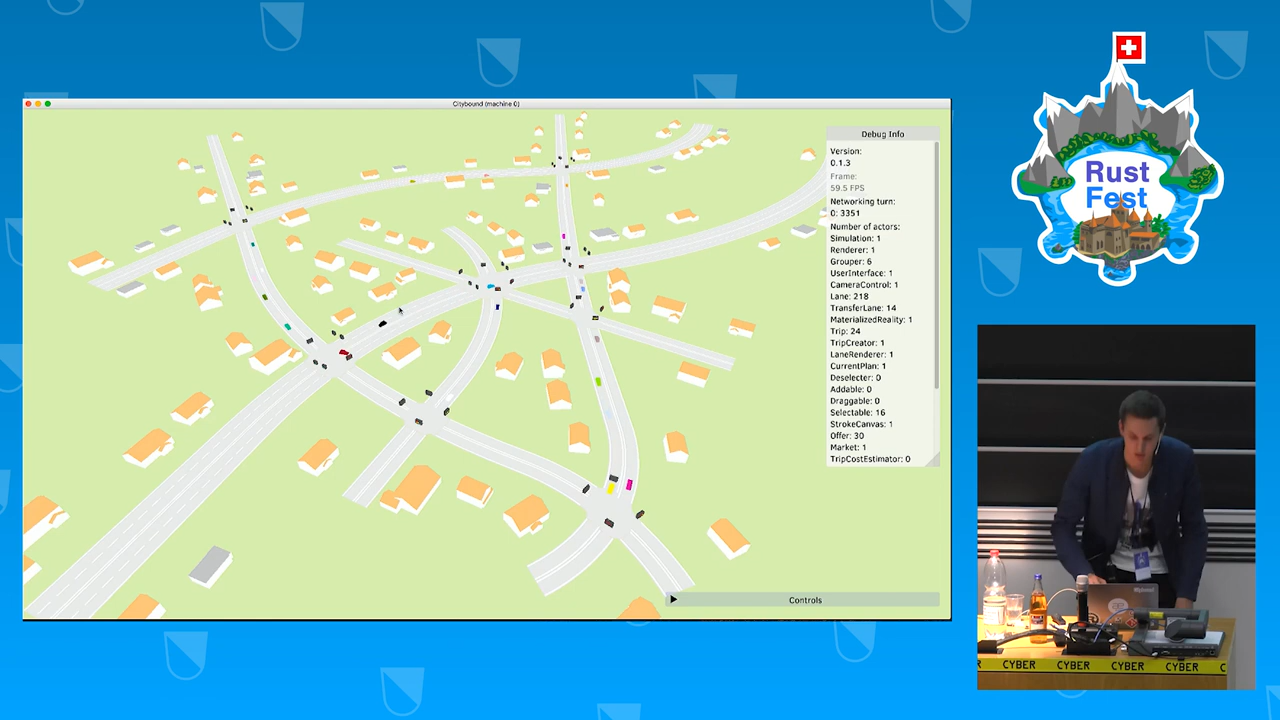 Citybound (machine 0)
Debug Info
Version:
0.1.3
Frame:
59.5 FPS
Networking turn:
0: 3351
Number of actors:
Simulation: 1
Renderer: 1
Grouper: 6
UserInterface: 1
CameraControl: 1
Lane: 218
TransferLane: 14
MaterializedReality: 1
Trip: 24
TripCreator: 1
LaneRenderer: 1
CurrentPlan: 1
Deselecter: 0
Addable: 0
Draggable: 0
Selectable: 16
StrokeCanvas: 1
Offer: 30
Market: 1
TripCostEstimator: 0
Controls
Rust
Fest
CYBER CYBER CYBER CYBER